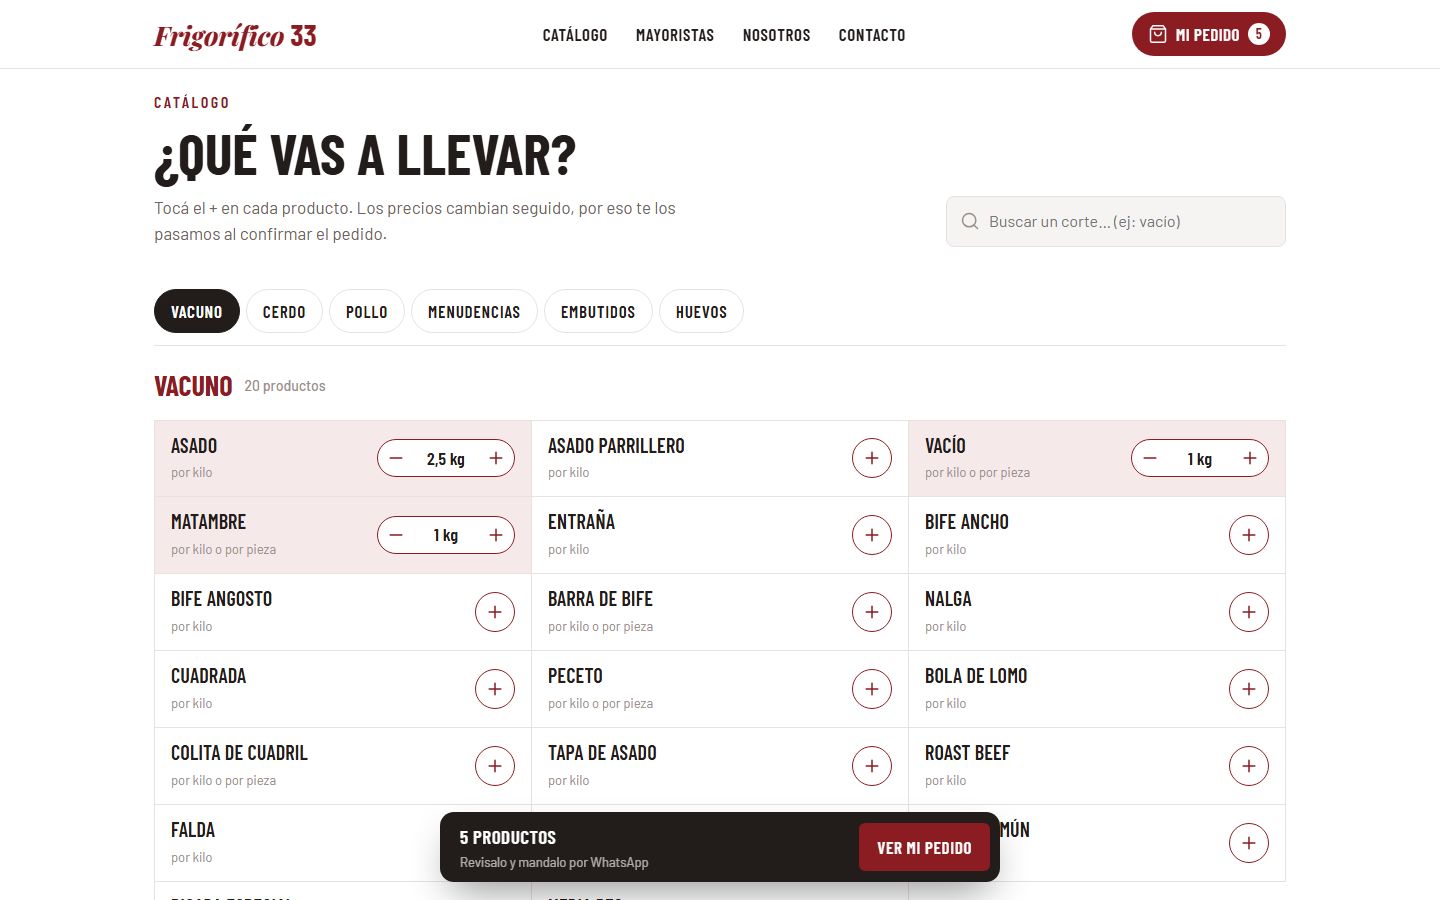 Frigorífico 33
CATÁLOGO MAYORISTAS NOSOTROS CONTACTO
MI PEDIDO 5
CATÁLOGO
¿QUÉ VAS A LLEVAR?
Tocá el + en cada producto. Los precios cambian seguido, por eso te los
pasamos al confirmar el pedido.
Buscar un corte... (ej: vacío)
VACUNO CERDO POLLO MENUDENCIAS EMBUTIDOS HUEVOS
VACUNO 20 productos
ASADO
por kilo
− 2,5 kg +
ASADO PARRILLERO
por kilo
+
VACÍO
por kilo o por pieza
− 1 kg +
MATAMBRE
por kilo o por pieza
− 1 kg +
ENTRAÑA
por kilo
+
BIFE ANCHO
por kilo
+
BIFE ANGOSTO
por kilo
+
BARRA DE BIFE
por kilo o por pieza
+
NALGA
por kilo
+
CUADRADA
por kilo
+
PECETO
por kilo o por pieza
+
BOLA DE LOMO
por kilo
+
COLITA DE CUADRIL
por kilo o por pieza
+
TAPA DE ASADO
por kilo
+
ROAST BEEF
por kilo
+
FALDA
por kilo
MÚN
+
5 PRODUCTOS
Revisalo y mandalo por WhatsApp
VER MI PEDIDO